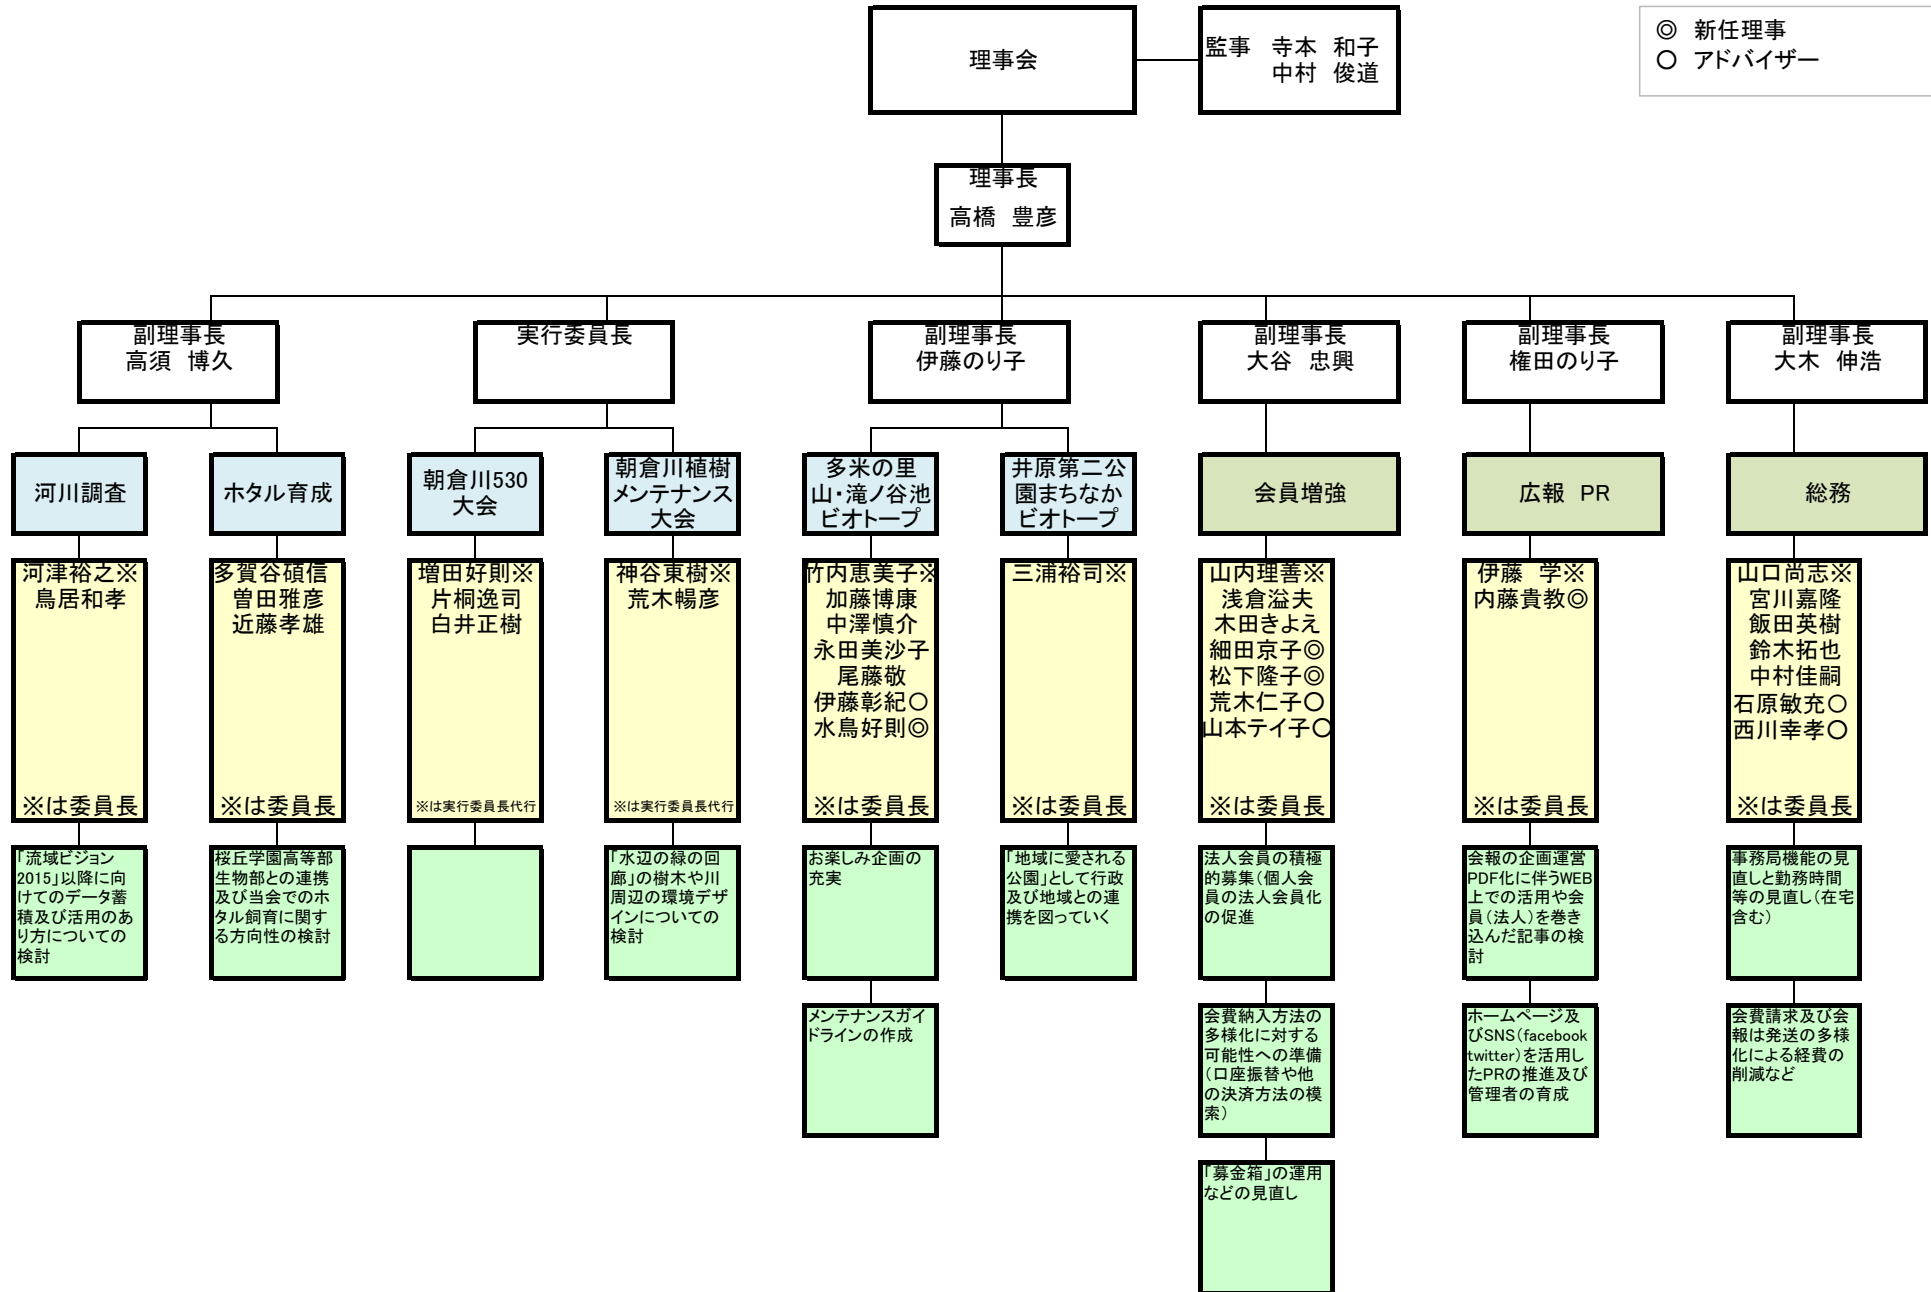 理事会
監事　寺本　和子
中村　俊道
◎　新任理事
○　アドバイザー
理事長
高橋　豊彦
副理事長
高須　博久
実行委員長
副理事長
伊藤のり子
副理事長
大谷　忠興
副理事長
権田のり子
副理事長
大木　伸浩
河川調査
ホタル育成
朝倉川530
大会
朝倉川植樹
メンテナンス
大会
多米の里
山・滝ノ谷池
ビオトープ
井原第二公
園まちなか
ビオトープ
会員増強
広報　PR
総務
河津裕之※
鳥居和孝
※は委員長
多賀谷碩信
曽田雅彦
近藤孝雄
※は委員長
増田好則※
片桐逸司
白井正樹
※は実行委員長代行
神谷東樹※
荒木暢彦
※は実行委員長代行
竹内恵美子※
加藤博康
中澤慎介
永田美沙子
尾藤敬
伊藤彰紀○
水鳥好則◎
※は委員長
三浦裕司※
※は委員長
山内理善※
浅倉溢夫
木田きよえ
細田京子◎
松下隆子◎
荒木仁子○
山本テイ子○
※は委員長
伊藤　学※
内藤貴教◎
※は委員長
山口尚志※
宮川嘉隆
飯田英樹
鈴木拓也
中村佳嗣
石原敏充○
西川幸孝○
※は委員長
「流域ビジョン
2015」以降に向
けてのデータ蓄
積及び活用のあ
り方についての
検討
桜丘学園高等部
生物部との連携
及び当会でのホ
タル飼育に関す
る方向性の検討
「水辺の緑の回
廊」の樹木や川
周辺の環境デザ
インについての
検討
お楽しみ企画の
充実
「地域に愛される
公園」として行政
及び地域との連
携を図っていく
法人会員の積極
的募集（個人会
員の法人会員化
の促進
会報の企画運営
PDF化に伴うWEB
上での活用や会
員（法人）を巻き
込んだ記事の検
討
事務局機能の見
直しと勤務時間
等の見直し（在宅
含む）
メンテナンスガイ
ドラインの作成
会費納入方法の
多様化に対する
可能性への準備
（口座振替や他
の決済方法の模
索）
ホームページ及
びSNS（facebook
twitter）を活用し
たPRの推進及び
管理者の育成
会費請求及び会
報は発送の多様
化による経費の
削減など
「募金箱」の運用
などの見直し